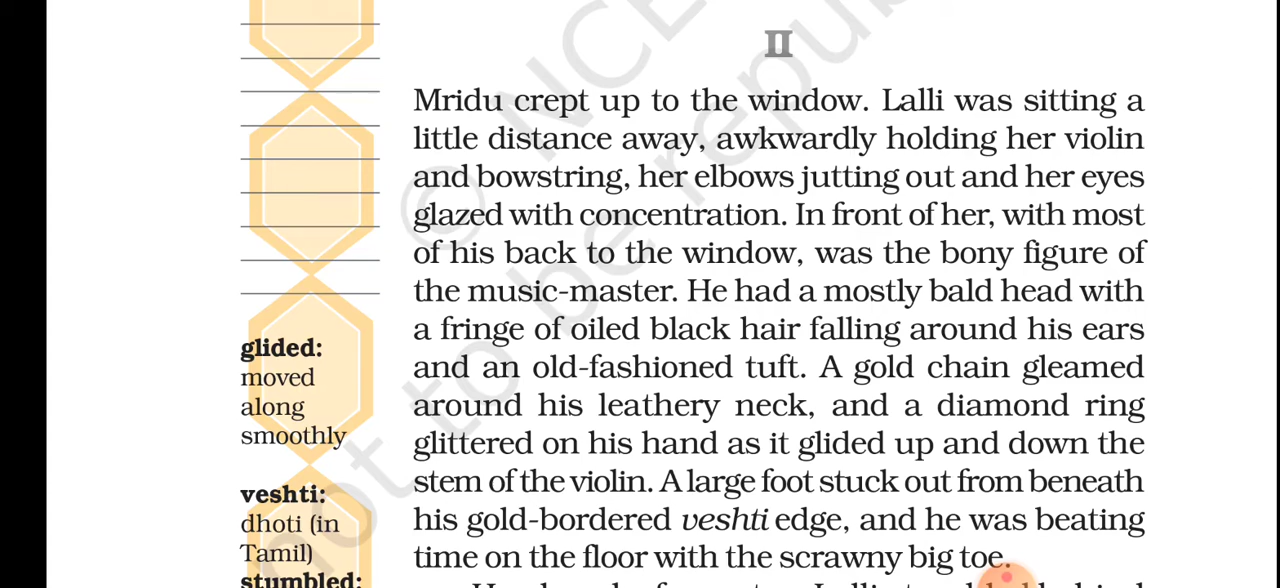 II
Mridu crept up to the window. Lalli was sitting a
little distance away, awkwardly holding her violin
and bowstring, her elbows jutting out and her eyes
glazed with concentration. In front of her, with most
of his back to the window, was the bony figure of
the music-master. He had a mostly bald head with
a fringe of oiled black hair falling around his ears
and an old-fashioned tuft. A gold chain gleamed
around his leathery neck, and a diamond ring
glittered on his hand as it glided up and down the
stem of the violin. A large foot stuck out from beneath
his gold-bordered veshti edge, and he was beating
time on the floor with the scrawny big toe.
glided:
moved
along
smoothly
veshti:
dhoti (in
Tamil)
stumbled:
© NCE
not to be republ